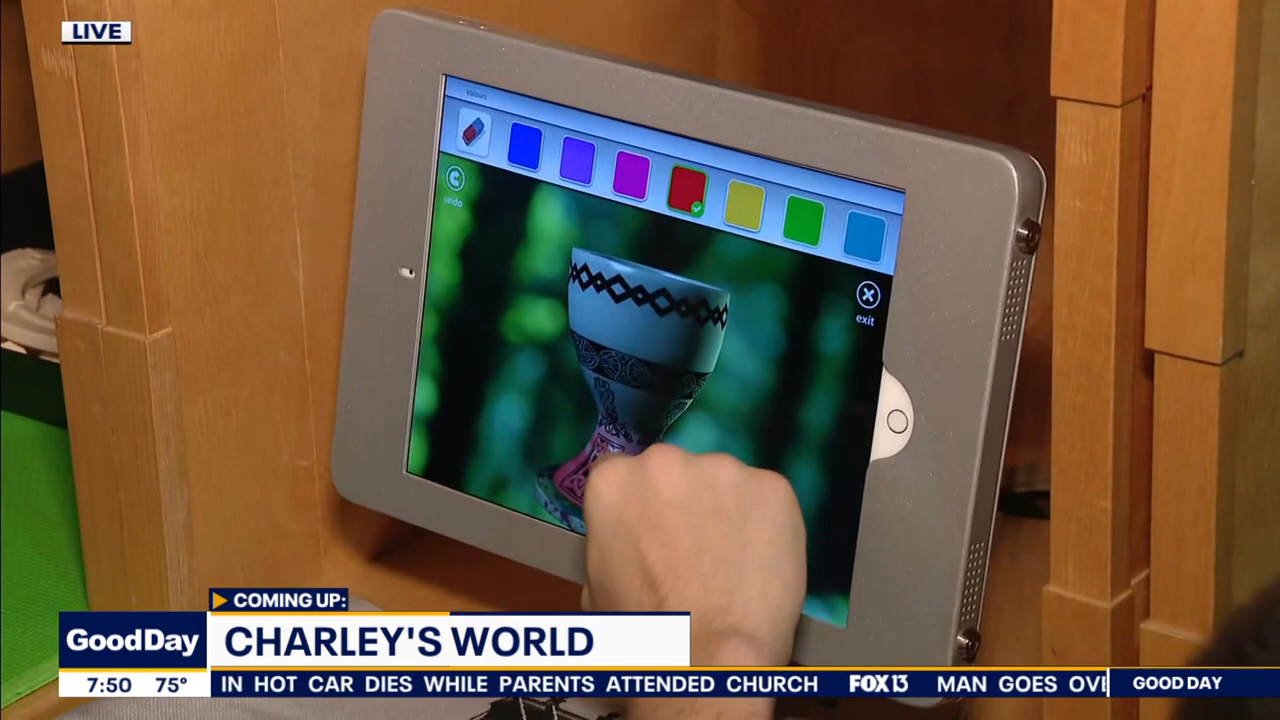 LIVE
colours
undo
exit
COMING UP:
GoodDay
CHARLEY'S WORLD
7:50 75°
IN HOT CAR DIES WHILE PARENTS ATTENDED CHURCH FOX 13 MAN GOES OVE
GOOD DAY